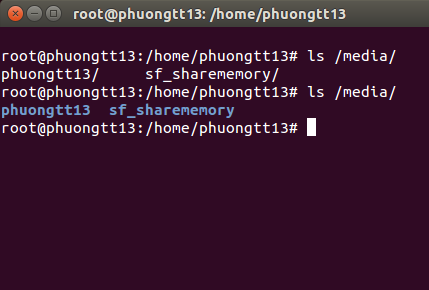 root@phuongtt13: /home/phuongtt13
root@phuongtt13:/home/phuongtt13# ls /media/
phuongtt13/     sf_sharememory/
root@phuongtt13:/home/phuongtt13# ls /media/
phuongtt13  sf_sharememory
root@phuongtt13:/home/phuongtt13#